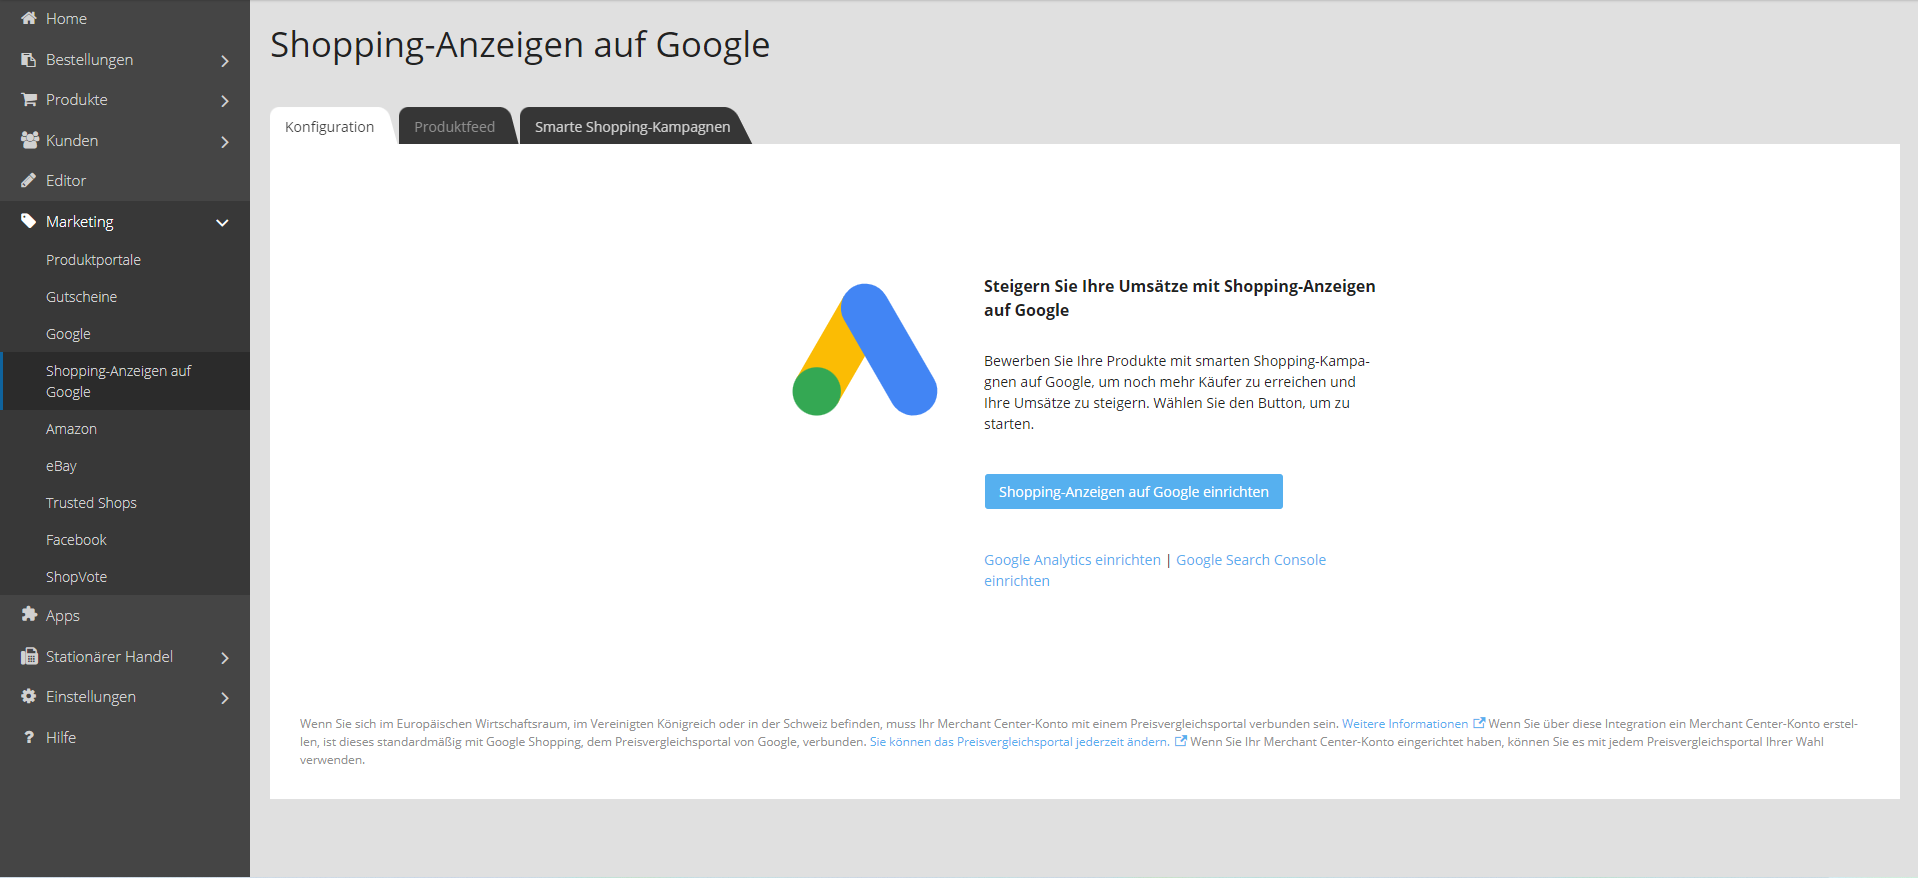 Home
Bestellungen
Produkte
Kunden
Editor
Marketing
Produktportale
Gutscheine
Google
Shopping-Anzeigen auf
Google
Amazon
eBay
Trusted Shops
Facebook
ShopVote
Apps
Stationärer Handel
Einstellungen
? Hilfe
Shopping-Anzeigen auf Google
Konfiguration
Produktfeed
Smarte Shopping-Kampagnen
Steigern Sie Ihre Umsätze mit Shopping-Anzeigen
auf Google
Bewerben Sie Ihre Produkte mit smarten Shopping-Kampa-
gnen auf Google, um noch mehr Käufer zu erreichen und
Ihre Umsätze zu steigern. Wählen Sie den Button, um zu
starten.
Shopping-Anzeigen auf Google einrichten
Google Analytics einrichten | Google Search Console
einrichten
Wenn Sie sich im Europäischen Wirtschaftsraum, im Vereinigten Königreich oder in der Schweiz befinden, muss Ihr Merchant Center-Konto mit einem Preisvergleichsportal verbunden sein. Weitere Informationen Wenn Sie über diese Integration ein Merchant Center-Konto erstel-
len, ist dieses standardmäßig mit Google Shopping, dem Preisvergleichsportal von Google, verbunden. Sie können das Preisvergleichsportal jederzeit ändern. Wenn Sie Ihr Merchant Center-Konto eingerichtet haben, können Sie es mit jedem Preisvergleichsportal Ihrer Wahl
verwenden.